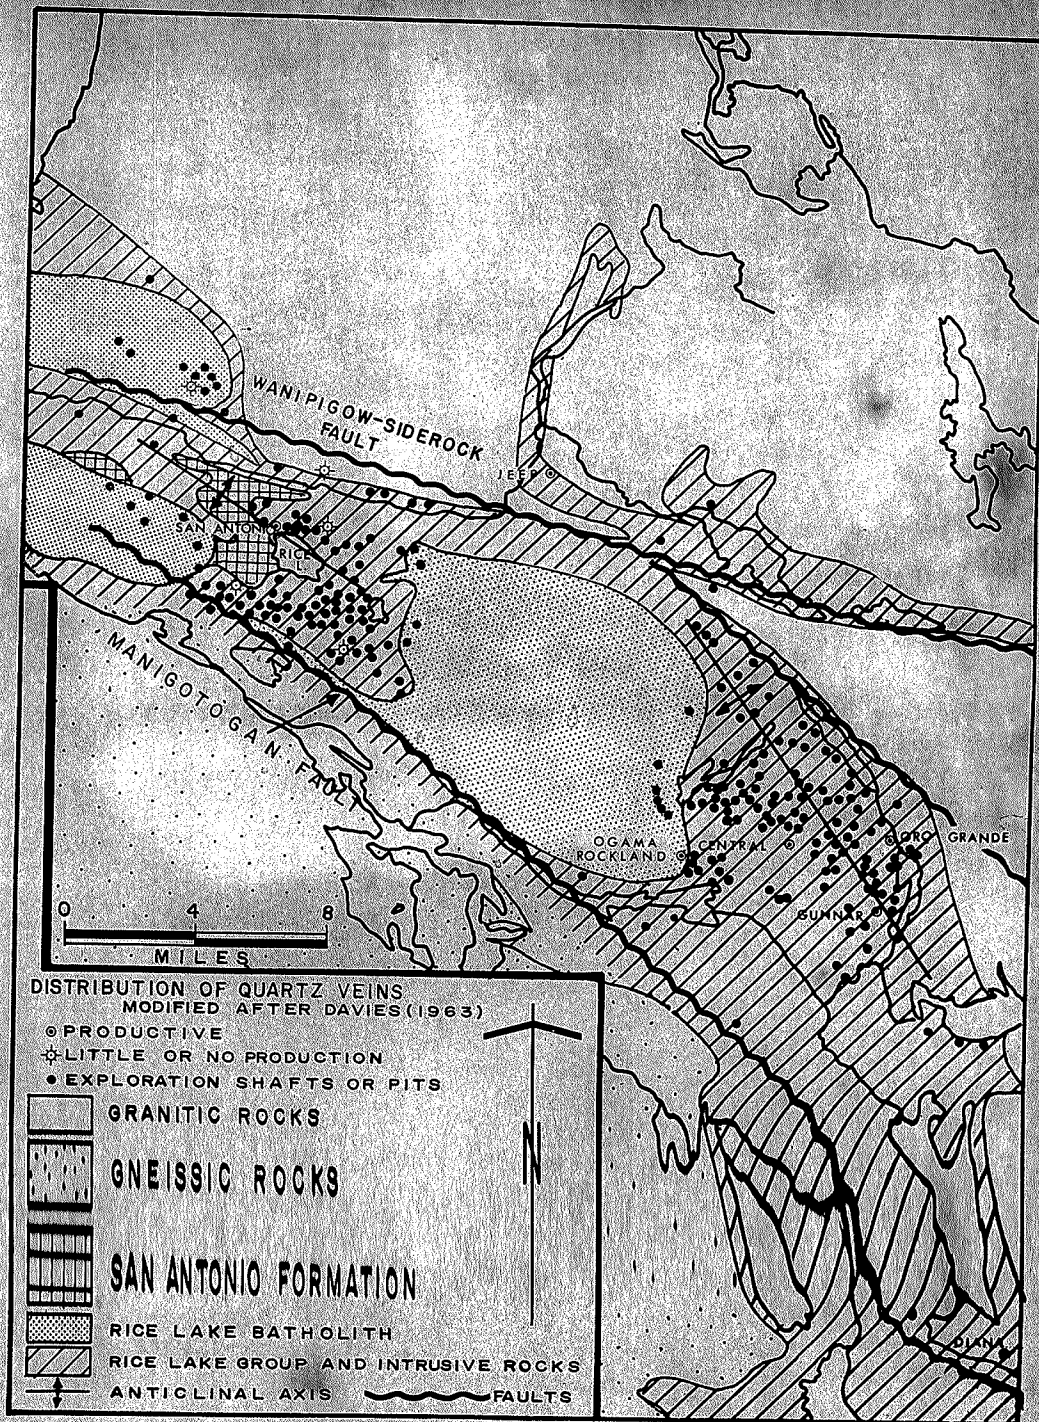 WANIPIGOW-SIDEROCK
FAULT
JEEP
SAN ANTONIO
RICE
L.
MANIGOTOGAN FAULT
OGAMA
ROCKLAND
CENTRAL
ORO GRANDE
GUNNAR
0 4 8
MILES
DISTRIBUTION OF QUARTZ VEINS
MODIFIED AFTER DAVIES (1963)
PRODUCTIVE
LITTLE OR NO PRODUCTION
EXPLORATION SHAFTS OR PITS
GRANITIC ROCKS
GNEISSIC ROCKS
SAN ANTONIO FORMATION
RICE LAKE BATHOLITH
RICE LAKE GROUP AND INTRUSIVE ROCKS
ANTICLINAL AXIS
FAULTS
N
DIANA